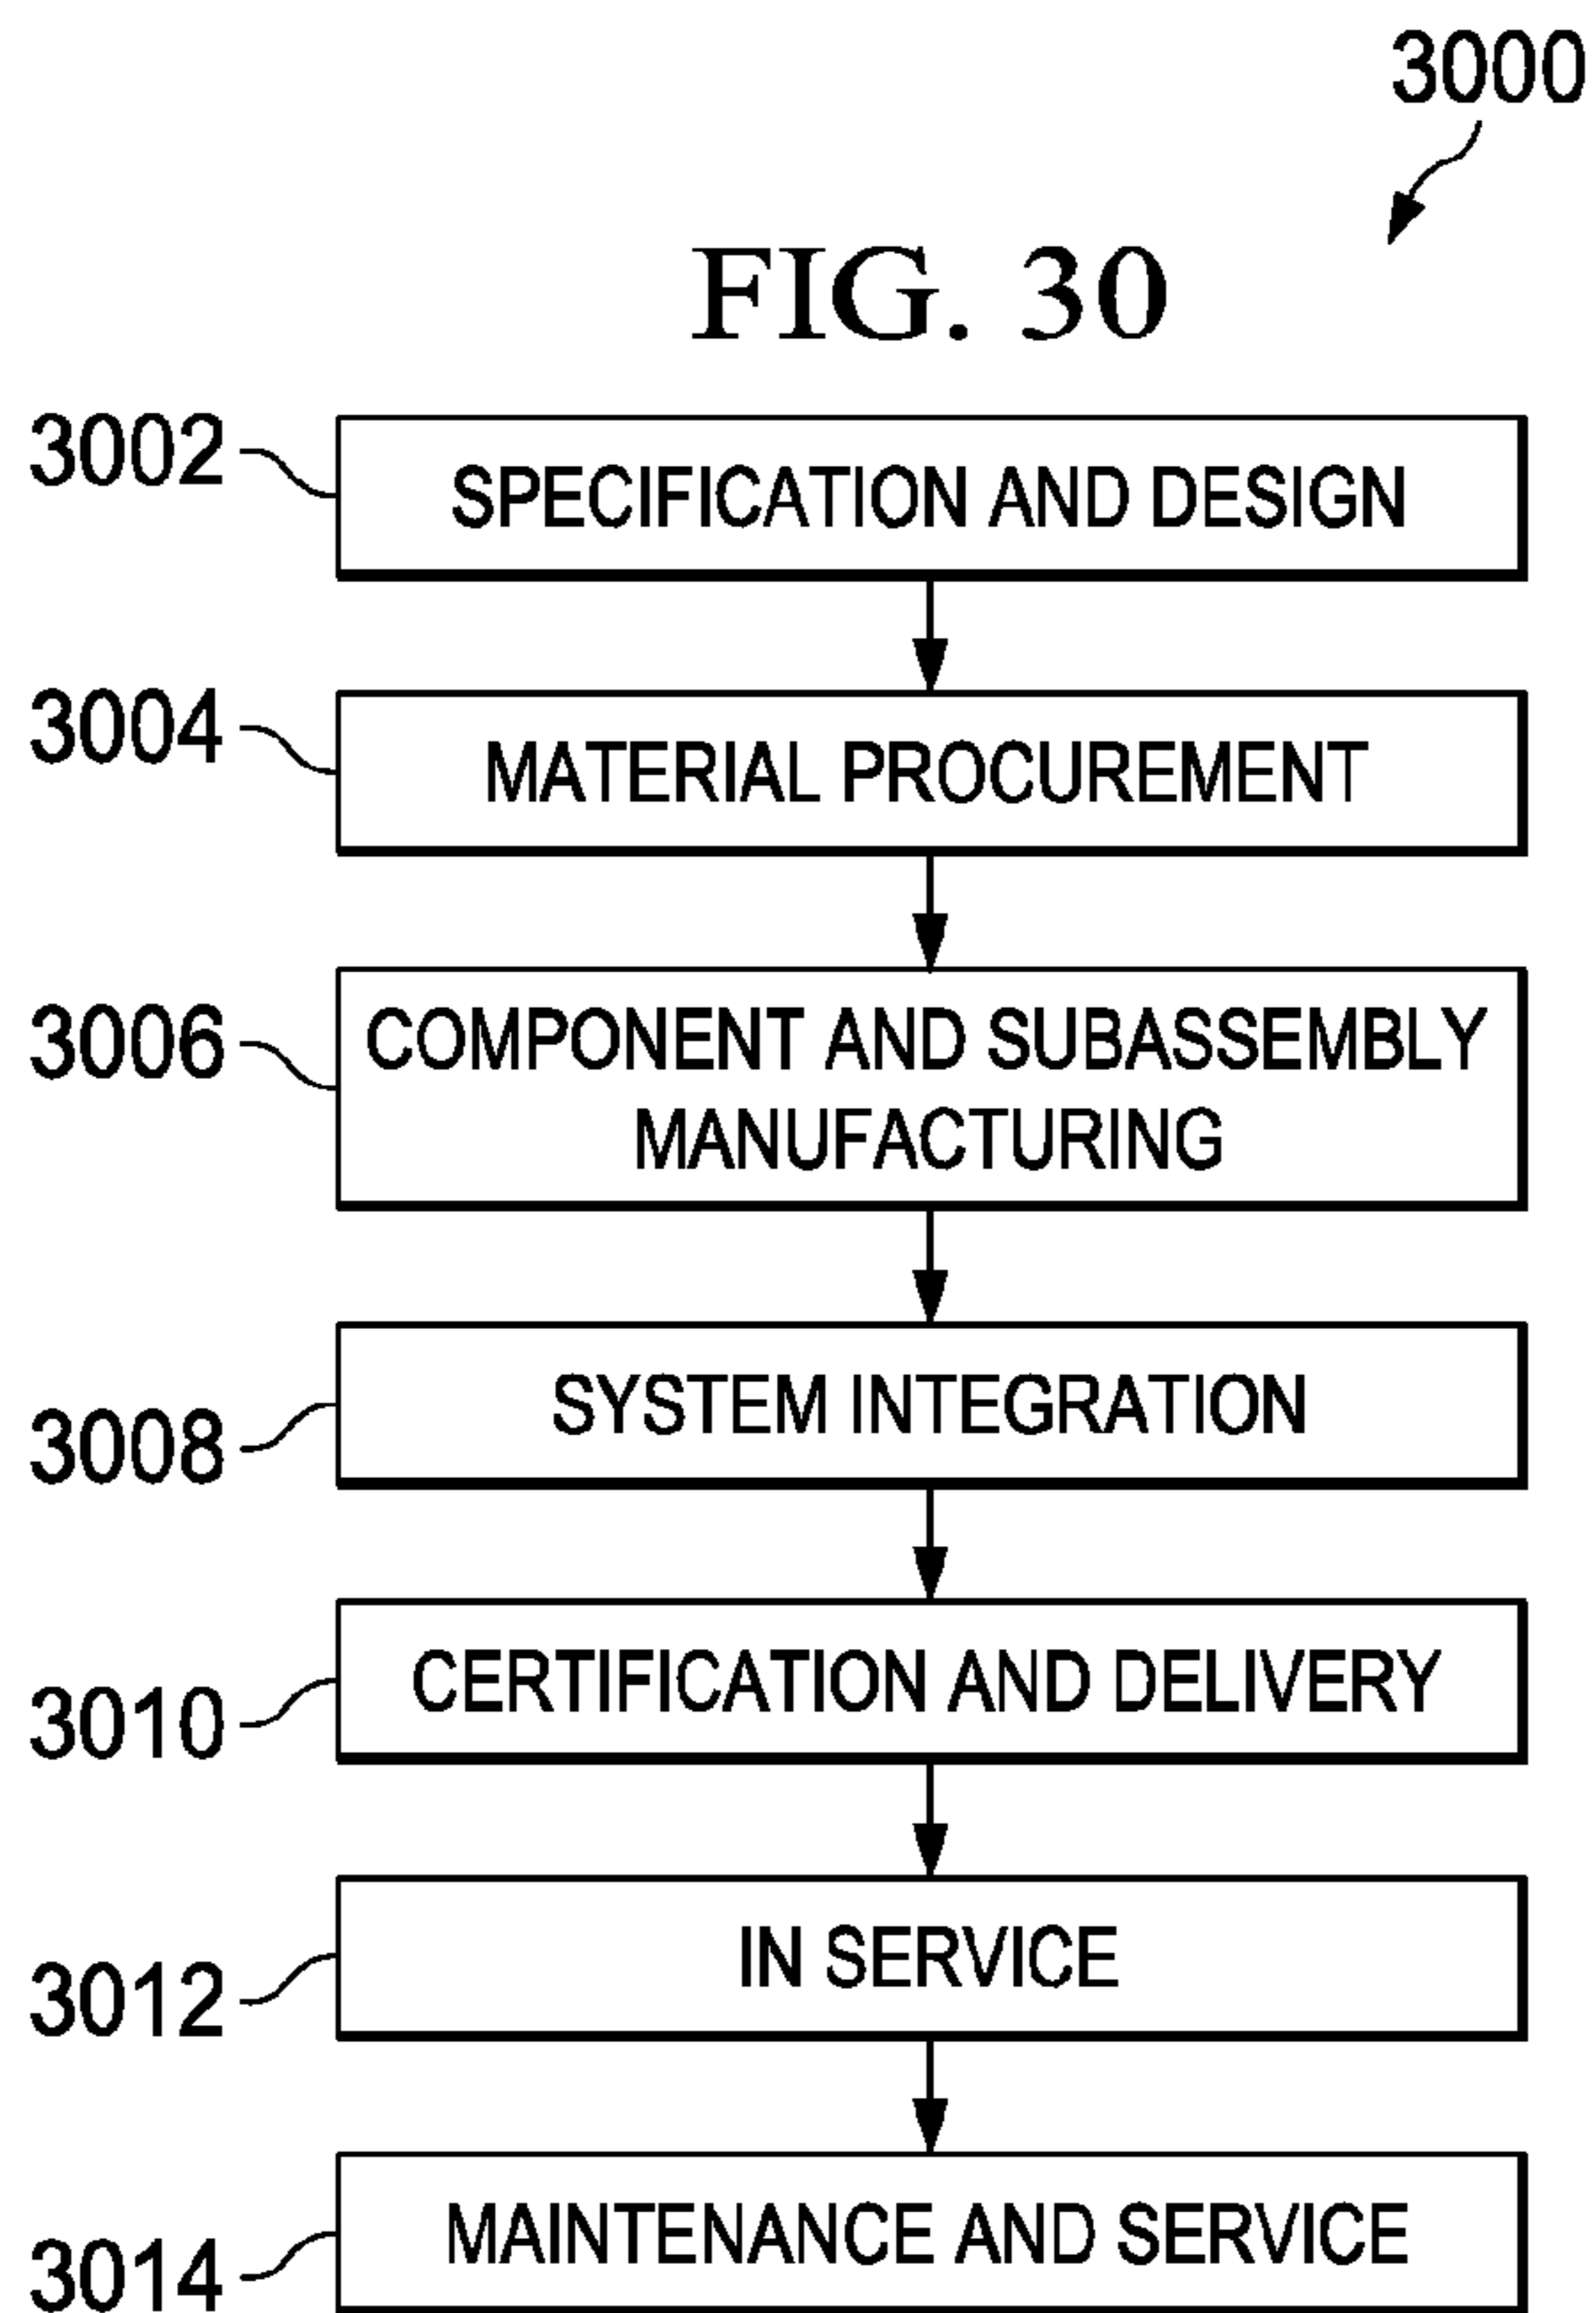 3000
FIG. 30
3002
SPECIFICATION AND DESIGN
3004
MATERIAL PROCUREMENT
3006
COMPONENT AND SUBASSEMBLY
MANUFACTURING
3008
SYSTEM INTEGRATION
3010
CERTIFICATION AND DELIVERY
3012
IN SERVICE
3014
MAINTENANCE AND SERVICE